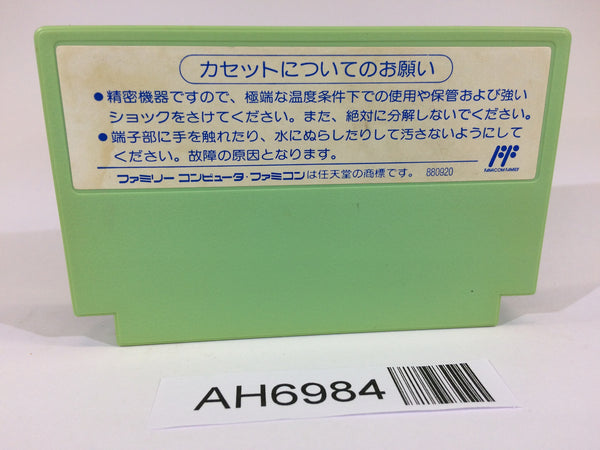 カセットについてのお願い
●精密機器ですので、極端な温度条件下での使用や保管および強い
ショックをさけてください。また、絶対に分解しないでください。
●端子部に手を触れたり、水にぬらしたりして汚さないようにして
ください。故障の原因となります。
ファミリー コンピュータ・ファミコンは任天堂の商標です。 880920
FAMICOM FAMILY
AH6984